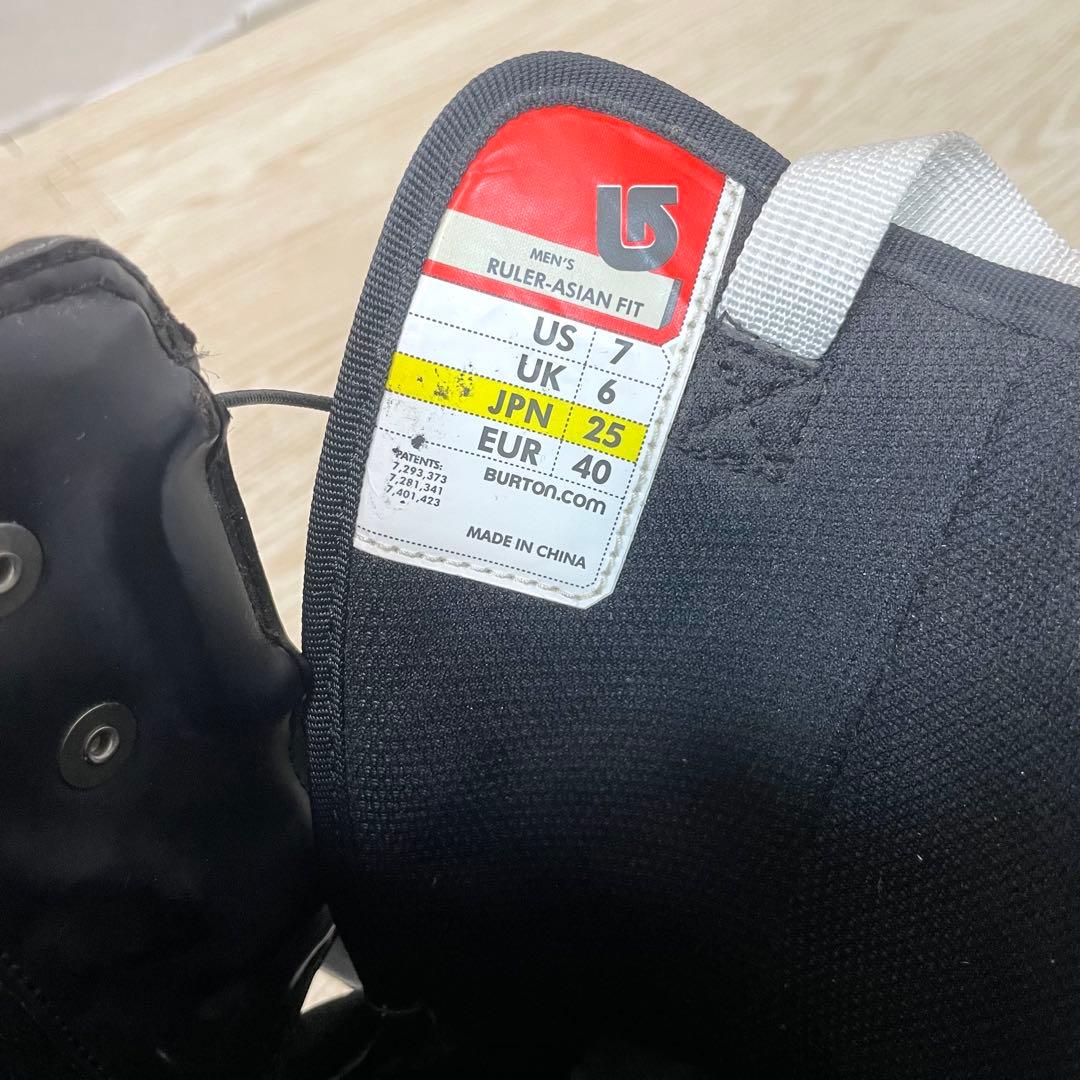 MEN'S
RULER-ASIAN FIT
US 7
UK 6
JPN 25
EUR 40
PATENTS:
7,293,373
7,281,341
7,401,423
BURTON.COM
MADE IN CHINA